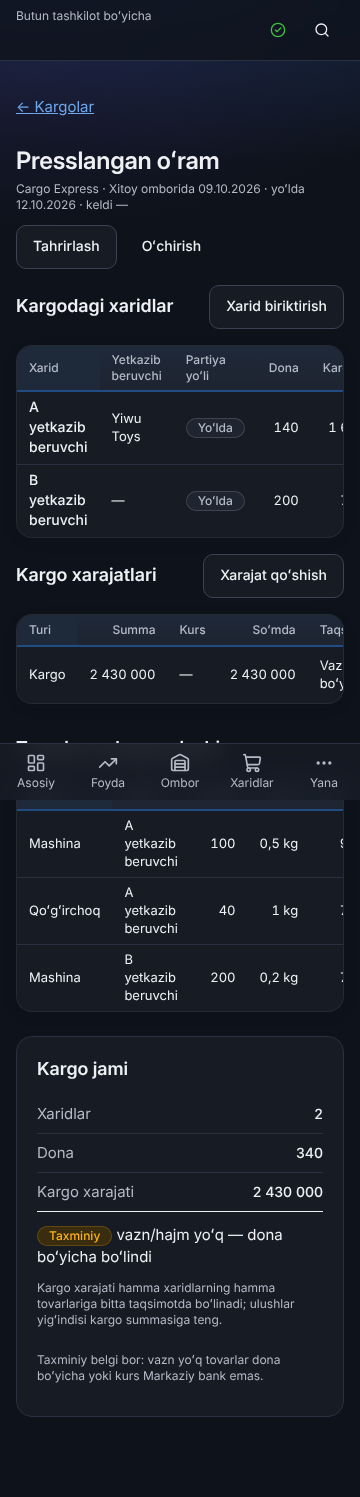 Butun tashkilot bo‘yicha
← Kargolar
Presslangan o‘ram
Cargo Express · Xitoy omborida 09.10.2026 · yo‘lda
12.10.2026 · keldi —
Tahrirlash O‘chirish
Kargodagi xaridlar Xarid biriktirish
Xarid Yetkazib beruvchi Partiya yo‘li Dona
A yetkazib beruvchi Yiwu Toys Yo‘lda 140
B yetkazib beruvchi — Yo‘lda 200
Kargo xarajatlari Xarajat qo‘shish
Turi Summa Kurs So‘mda
Kargo 2 430 000 — 2 430 000
Asosiy Foyda Ombor Xaridlar Yana
Mashina A yetkazib beruvchi 100 0,5 kg
Qo‘g‘irchoq A yetkazib beruvchi 40 1 kg
Mashina B yetkazib beruvchi 200 0,2 kg
Kargo jami
Xaridlar 2
Dona 340
Kargo xarajati 2 430 000
Taxminiy vazn/hajm yo‘q — dona
bo‘yicha bo‘lindi
Kargo xarajati hamma xaridlarning hamma
tovarlariga bitta taqsimotda bo‘linadi; ulushlar
yig‘indisi kargo summasiga teng.
Taxminiy belgi bor: vazn yo‘q tovarlar dona
bo‘yicha yoki kurs Markaziy bank emas.